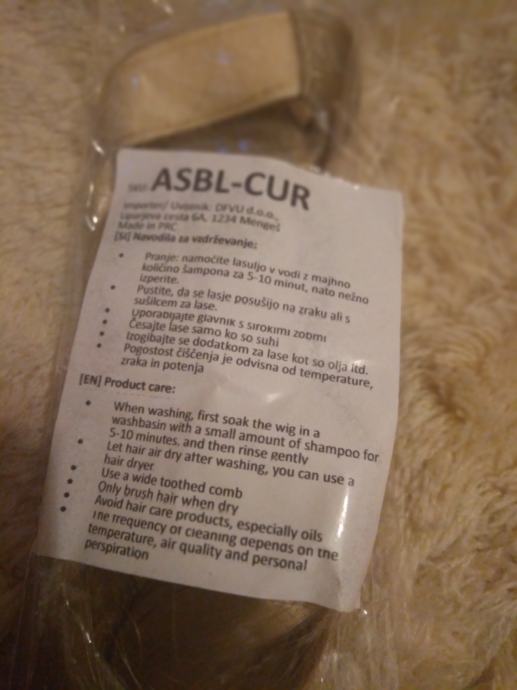 SKU: ASBL-CUR
Importer/ Uvoznik: DFVU d.o.o.,
Liparjeva cesta 6A, 1234 Mengeš
Made in PRC
[SI] Navodila za vzdrževanje:
• Pranje: namočite lasuljo v vodi z majhno
količino šampona za 5-10 minut, nato nežno
izperite.
• Pustite, da se lasje posušijo na zraku ali s
sušilcem za lase.
• Uporabljajte glavnik s širokimi zobmi
• Česajte lase samo ko so suhi
• Izogibajte se dodatkom za lase kot so olja itd.
• Pogostost čiščenja je odvisna od temperature,
zraka in potenja
[EN] Product care:
• When washing, first soak the wig in a
washbasin with a small amount of shampoo for
5-10 minutes, and then rinse gently
• Let hair air dry after washing, you can use a
hair dryer
• Use a wide toothed comb
• Only brush hair when dry
• Avoid hair care products, especially oils
• The frequency of cleaning depends on the
temperature, air quality and personal
perspiration